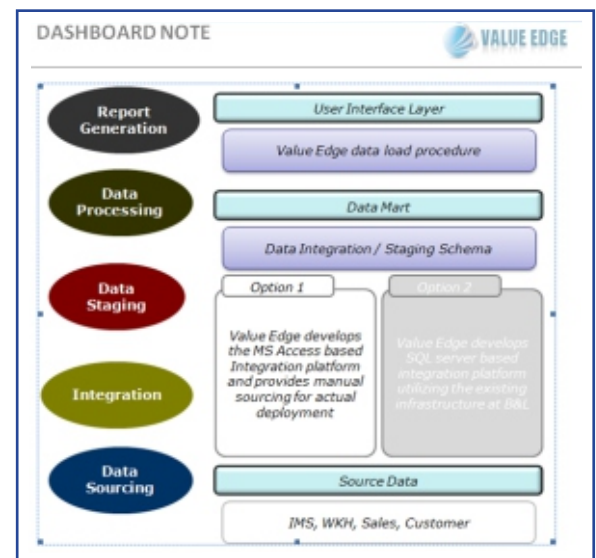 DASHBOARD NOTE
VALUE EDGE
Report
Generation
User Interface Layer
Value Edge data load procedure
Data
Processing
Data Mart
Data Integration / Staging Schema
Data
Staging
Option 1
Value Edge develops
the MS Access based
Integration platform
and provides manual
sourcing for actual
deployment
Option 2
Value Edge develops
SQL server based
integration platform
utilizing the existing
infrastructure at B&L
Integration
Data
Sourcing
Source Data
IMS, WKH, Sales, Customer